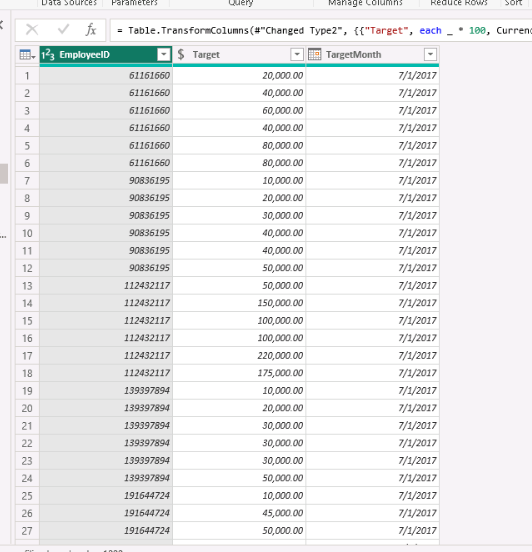 Data Sources Parameters Query Manage Columns Reduce Rows Sort
fx = Table.TransformColumns(#"Changed Type2", {{"Target", each _ * 100, Curren
1²3 EmployeeID $ Target TargetMonth
1 61161660 20,000.00 7/1/2017
2 61161660 40,000.00 7/1/2017
3 61161660 60,000.00 7/1/2017
4 61161660 40,000.00 7/1/2017
5 61161660 80,000.00 7/1/2017
6 61161660 80,000.00 7/1/2017
7 90836195 10,000.00 7/1/2017
8 90836195 20,000.00 7/1/2017
9 90836195 30,000.00 7/1/2017
10 90836195 40,000.00 7/1/2017
11 90836195 40,000.00 7/1/2017
12 90836195 50,000.00 7/1/2017
13 112432117 50,000.00 7/1/2017
14 112432117 150,000.00 7/1/2017
15 112432117 100,000.00 7/1/2017
16 112432117 100,000.00 7/1/2017
17 112432117 220,000.00 7/1/2017
18 112432117 175,000.00 7/1/2017
19 139397894 10,000.00 7/1/2017
20 139397894 20,000.00 7/1/2017
21 139397894 30,000.00 7/1/2017
22 139397894 30,000.00 7/1/2017
23 139397894 30,000.00 7/1/2017
24 139397894 50,000.00 7/1/2017
25 191644724 10,000.00 7/1/2017
26 191644724 45,000.00 7/1/2017
27 191644724 50,000.00 7/1/2017